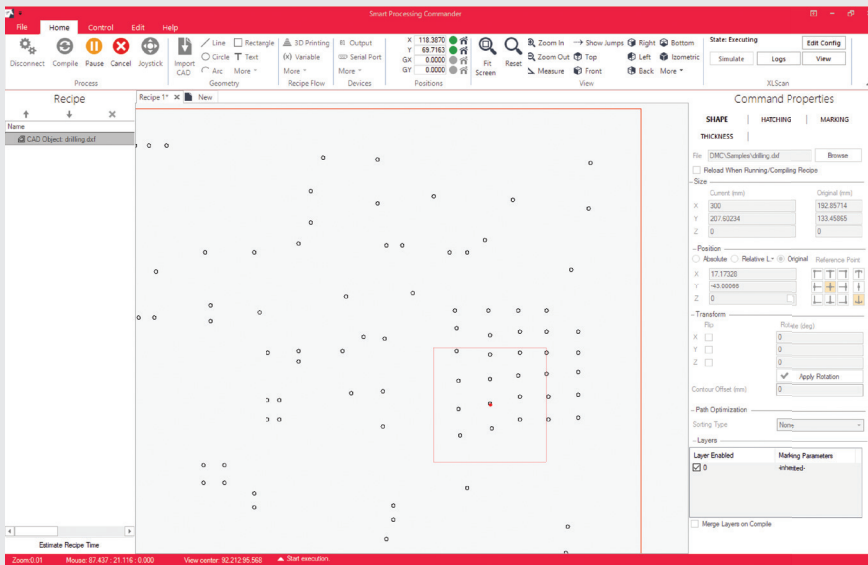 Smart Processing Commander
File Home Control Edit Help
Disconnect Compile Pause Cancel Joystick
Process
Import CAD
Line Rectangle
Circle T Text
Arc More
Geometry
3D Printing
(x) Variable
More
Recipe Flow
Output
Serial Port
More
Devices
X 118.3870
Y 69.7163
GX 0.0000
GY 0.0000
Positions
Fit Screen
Reset
Zoom In Show Jumps Right Bottom
Zoom Out Top Left Isometric
Measure Front Back More
View
State: Executing Edit Config
Simulate Logs View
XLScan
Recipe
Name
CAD Object: drilling.dxf
Estimate Recipe Time
Recipe 1* New
Command Properties
SHAPE HATCHING MARKING
THICKNESS
File DMC\Samples\drilling.dxf Browse
Reload When Running/Compiling Recipe
Size
Current (mm) Original (mm)
X 300 192.85714
Y 207.60234 133.45865
Z 0 0
Position
Absolute Relative L. Original Reference Point
X 17.17328
Y -43.00066
Z 0
Transform
Flip Rotate (deg)
X 0
Y 0
Z 0
Apply Rotation
Contour Offset (mm) 0
Path Optimization
Sorting Type None
Layers
Layer Enabled Marking Parameters
0 -Inherited-
Merge Layers on Compile
Zoom:0.01 Mouse: 87.437 : 21.116 : 0.000 View center: 92.212:95.568 Start execution.